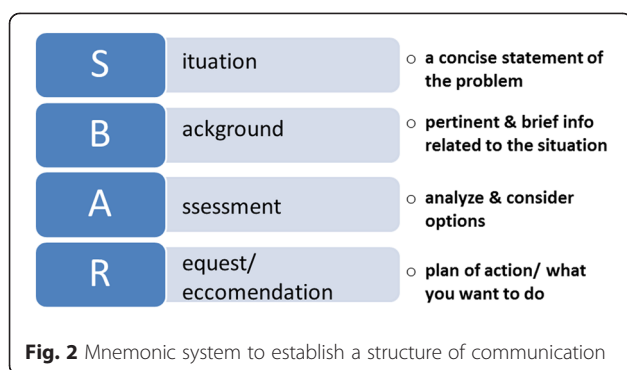 S ituation
○ a concise statement of
the problem
B ackground
○ pertinent & brief info
related to the situation
A ssessment
○ analyze & consider
options
R equest/
eccomendation
○ plan of action/ what
you want to do
Fig. 2 Mnemonic system to establish a structure of communication